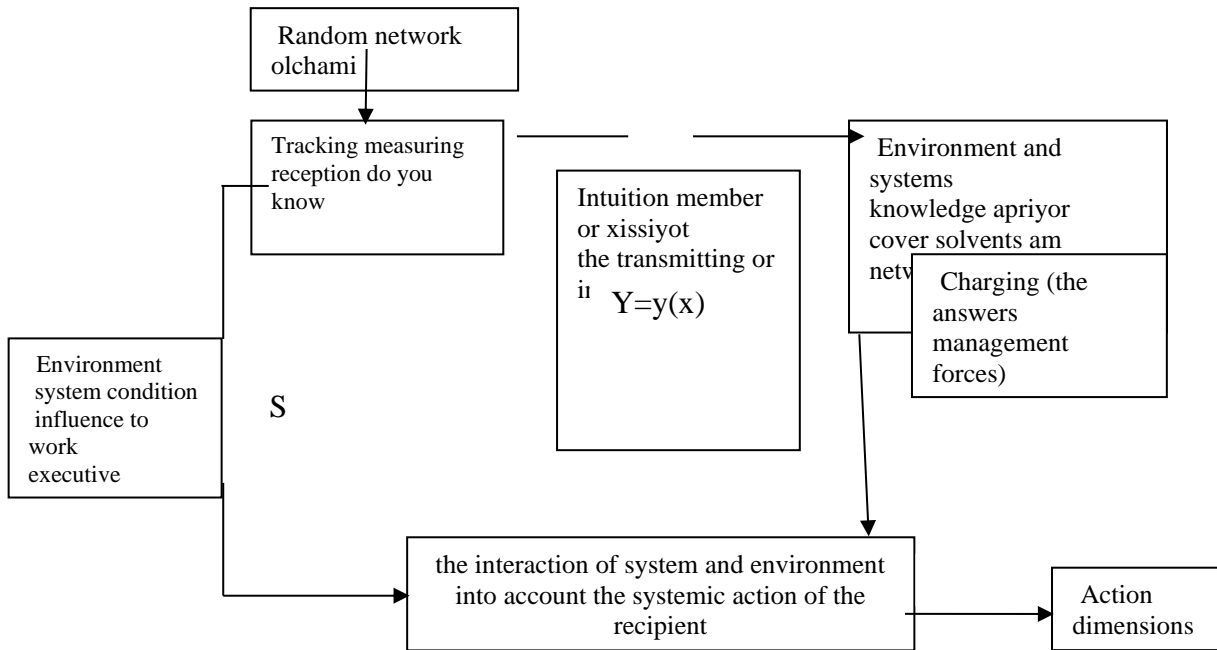 Random network
olchami
Tracking measuring
reception do you
know
Intuition member
or xissiyot
the transmitting or
Y=y(x)
Environment and
systems
knowledge apriyor
cover solvents am
Charging (the
answers
management
forces)
Environment
system condition
influence to
work
executive
S
the interaction of system and environment
into account the systemic action of the
recipient
Action
dimensions